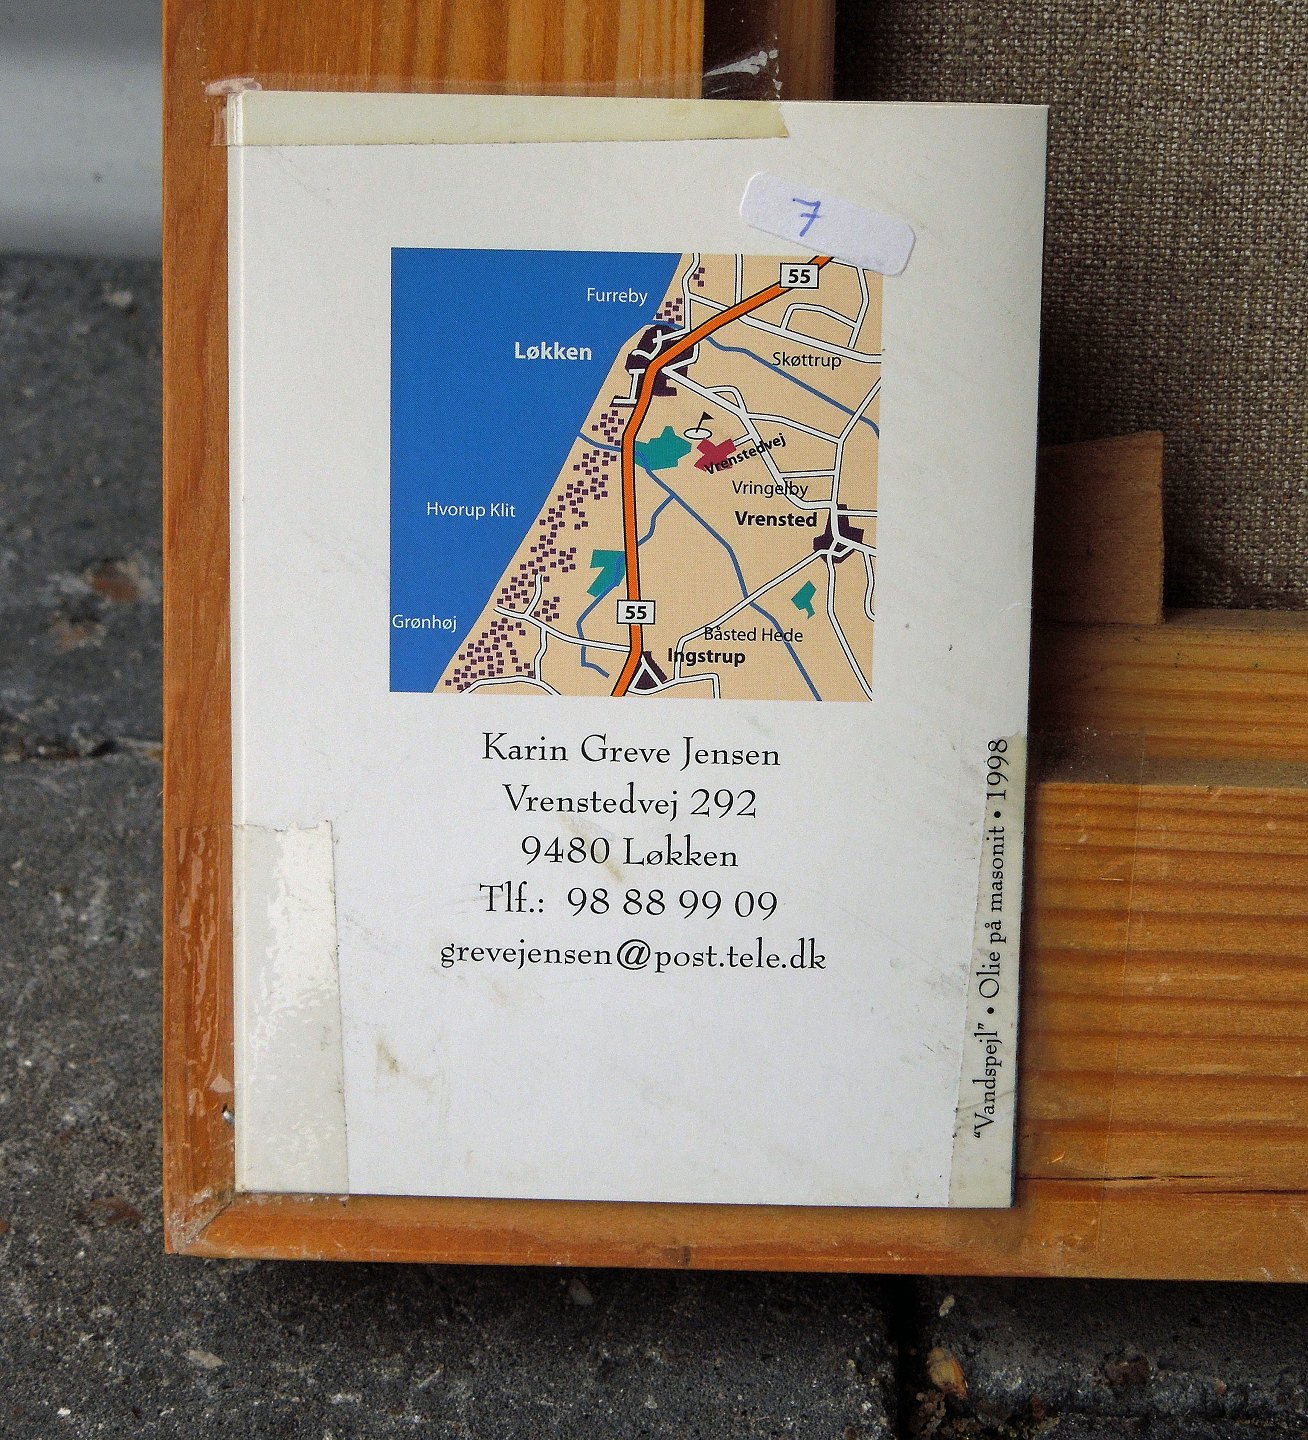 7
55
Furreby
Løkken
Skøttrup
Vrenstedvej
Vringelby
Hvorup Klit
Vrensted
55
Grønhøj
Båsted Hede
Ingstrup
Karin Greve Jensen
Vrenstedvej 292
9480 Løkken
Tlf.: 98 88 99 09
grevejensen@post.tele.dk
“Vandspejl” • Olie på masonit • 1998